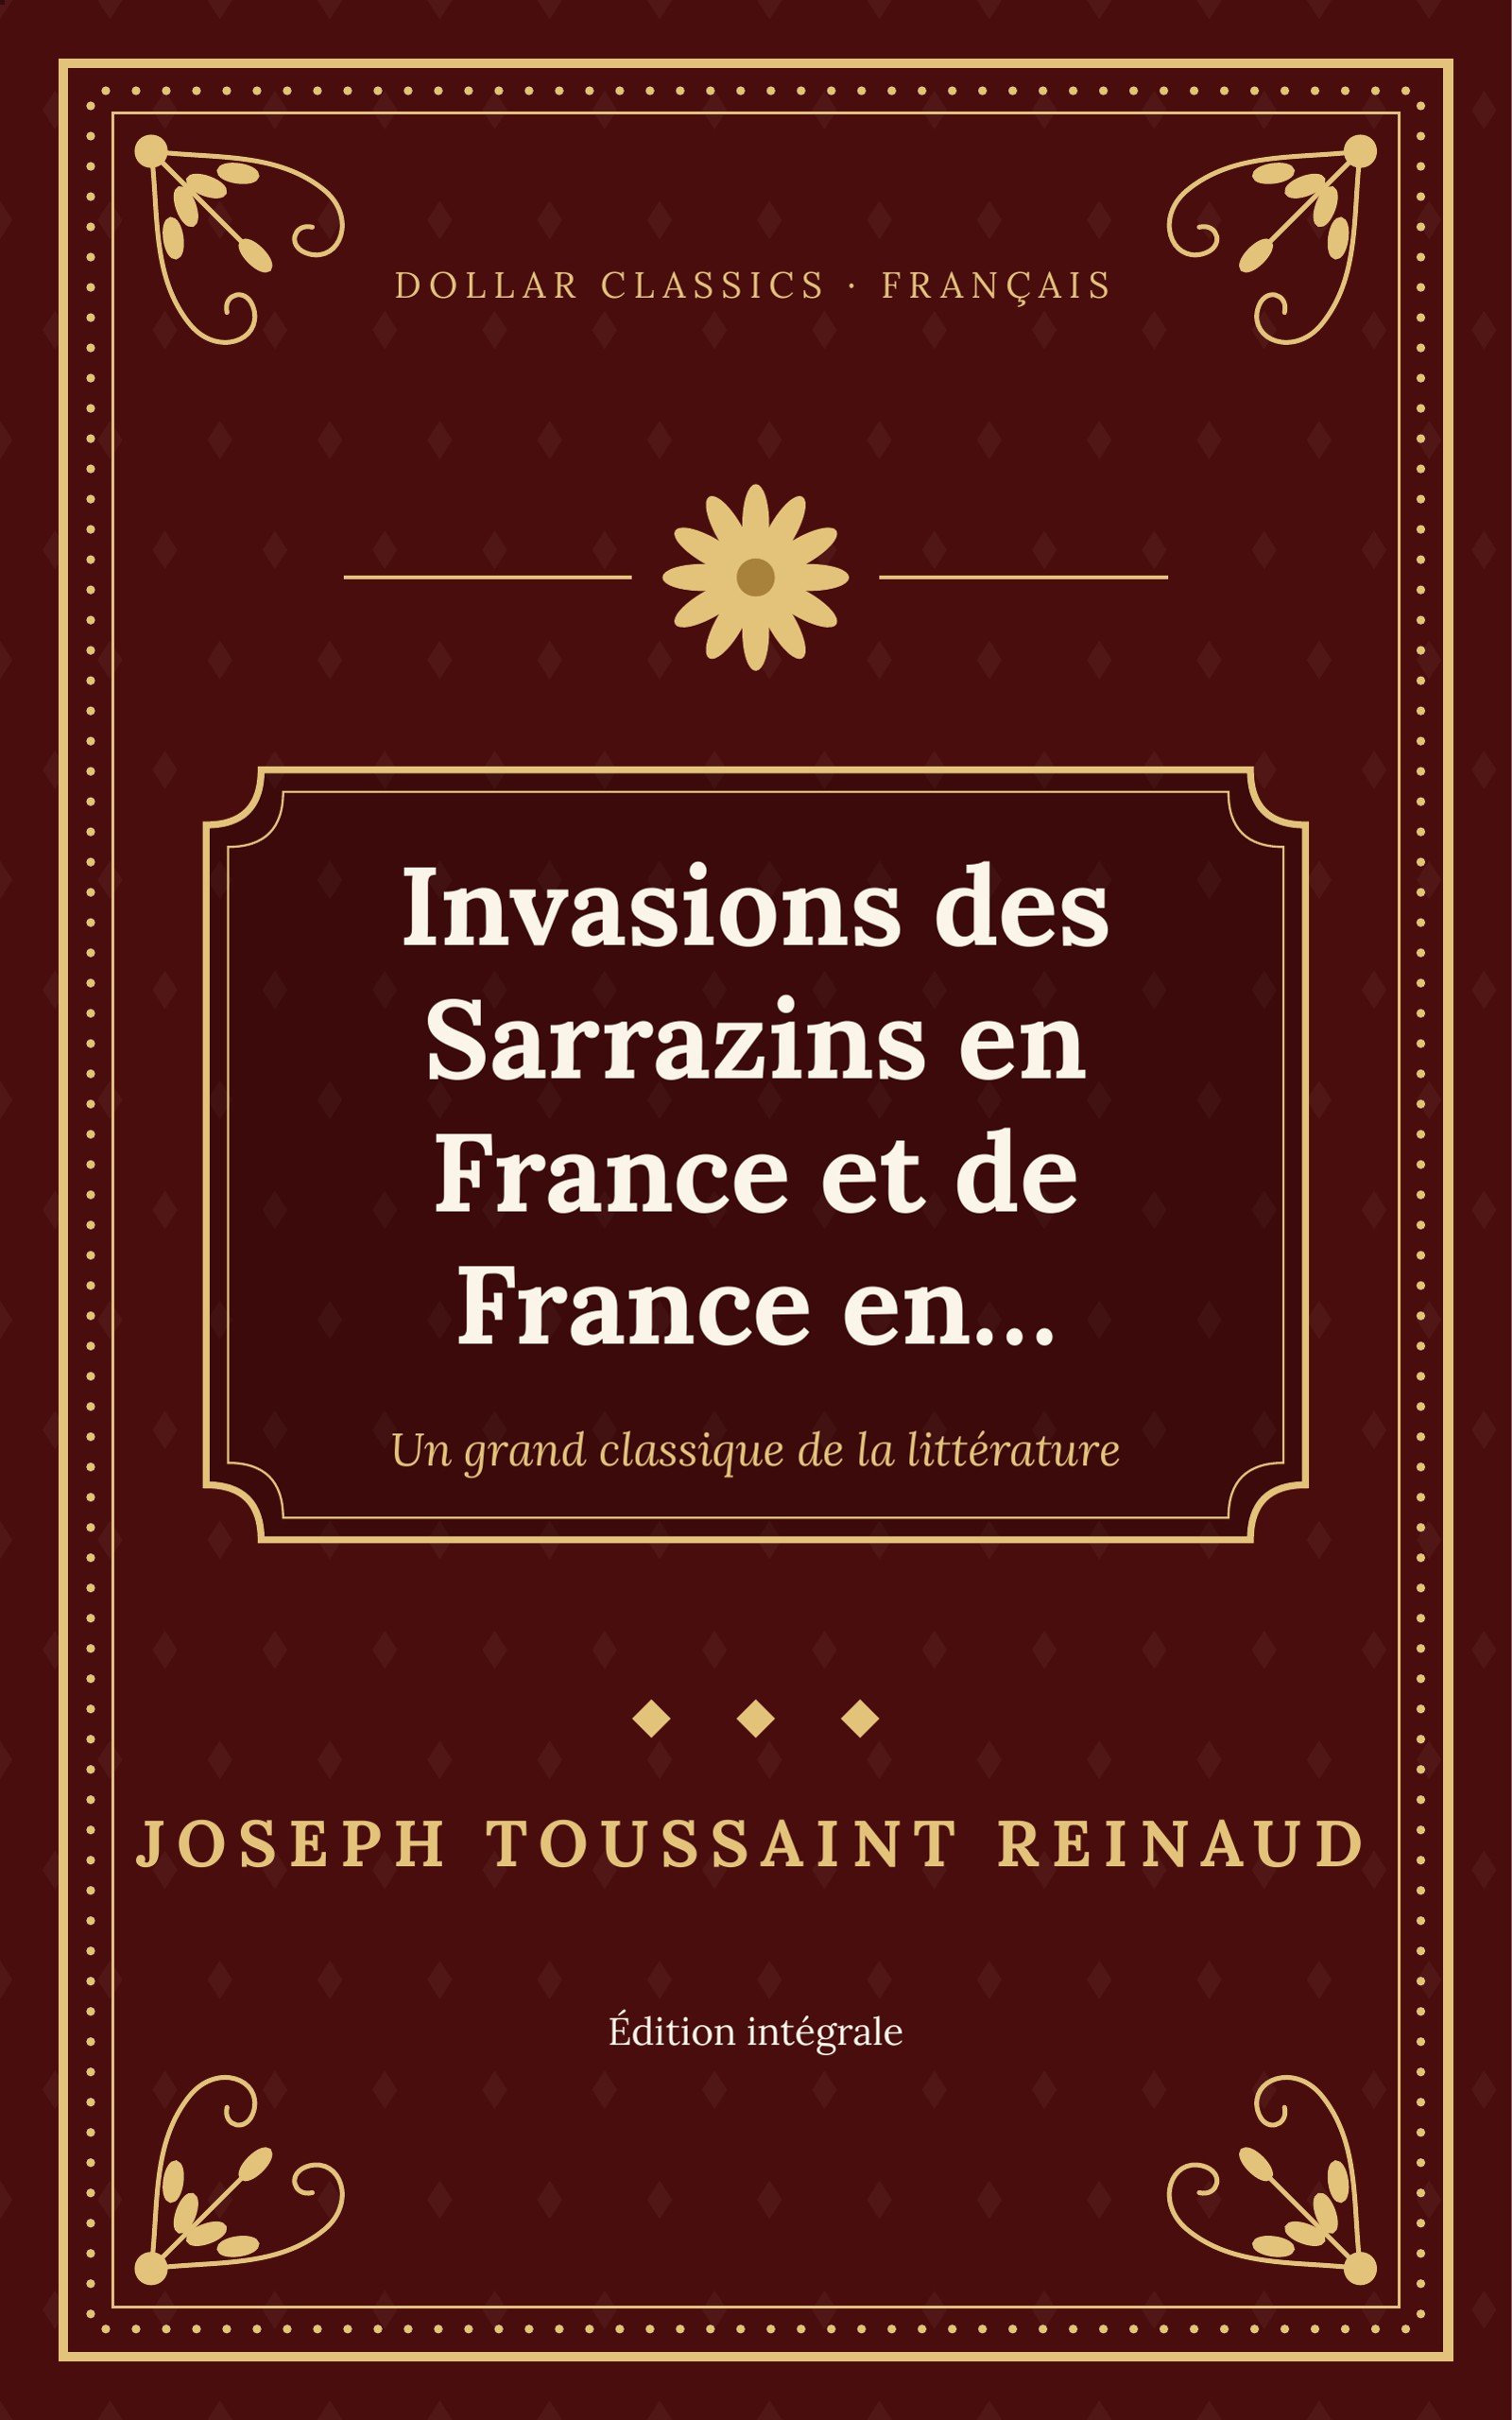 DOLLAR CLASSICS · FRANÇAIS
Invasions des
Sarrazins en
France et de
France en...
Un grand classique de la littérature
JOSEPH TOUSSAINT REINAUD
Édition intégrale